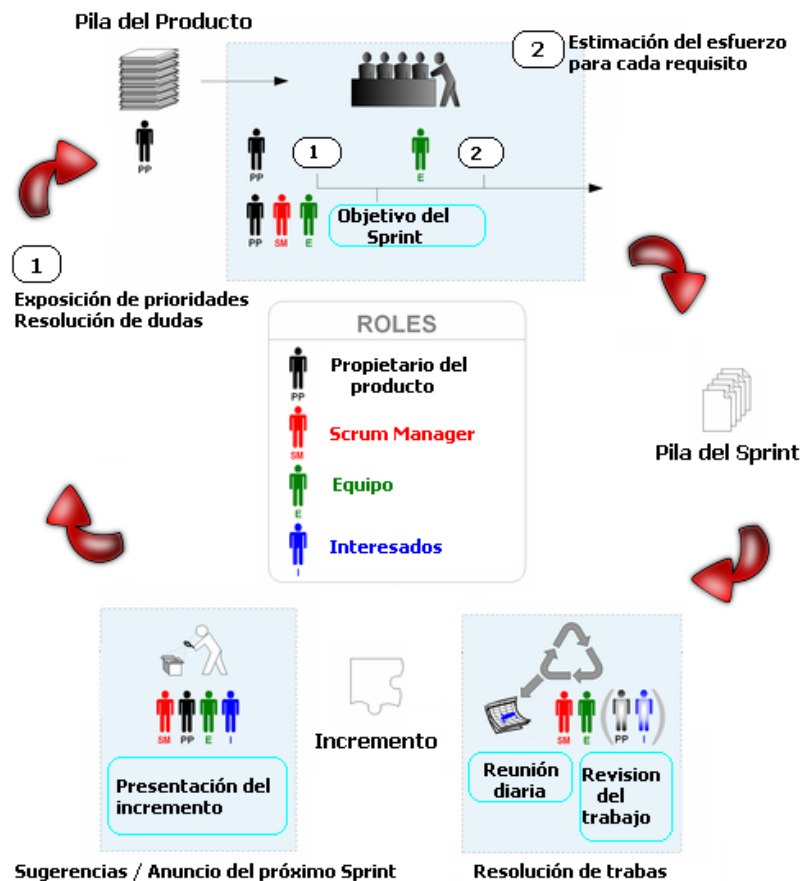 Pila del Producto
PP
2
Estimación del esfuerzo
para cada requisito
PP
1
E
2
PP
SM
E
Objetivo del
Sprint
1
Exposición de prioridades
Resolución de dudas
ROLES
PP
Propietario del
producto
SM
Scrum Manager
E
Equipo
I
Interesados
Pila del Sprint
SM
PP
E
I
Presentación del
incremento
Sugerencias / Anuncio del próximo Sprint
Incremento
SM
E
PP
I
Reunión
diaria
Revision
del
trabajo
Resolución de trabas